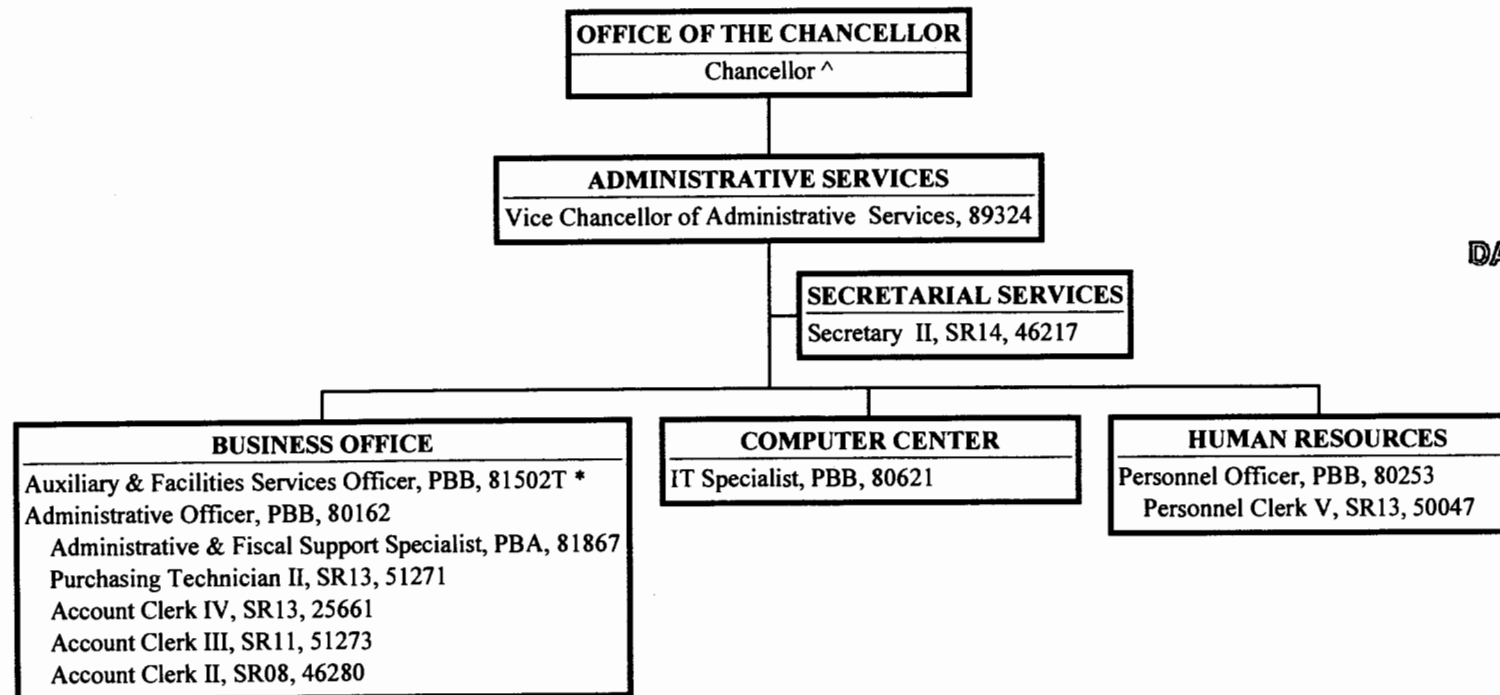 OFFICE OF THE CHANCELLOR
Chancellor ^
ADMINISTRATIVE SERVICES
Vice Chancellor of Administrative Services, 89324
SECRETARIAL SERVICES
Secretary II, SR14, 46217
BUSINESS OFFICE
Auxiliary & Facilities Services Officer, PBB, 81502T *
Administrative Officer, PBB, 80162
Administrative & Fiscal Support Specialist, PBA, 81867
Purchasing Technician II, SR13, 51271
Account Clerk IV, SR13, 25661
Account Clerk III, SR11, 51273
Account Clerk II, SR08, 46280
COMPUTER CENTER
IT Specialist, PBB, 80621
HUMAN RESOURCES
Personnel Officer, PBB, 80253
Personnel Clerk V, SR13, 50047